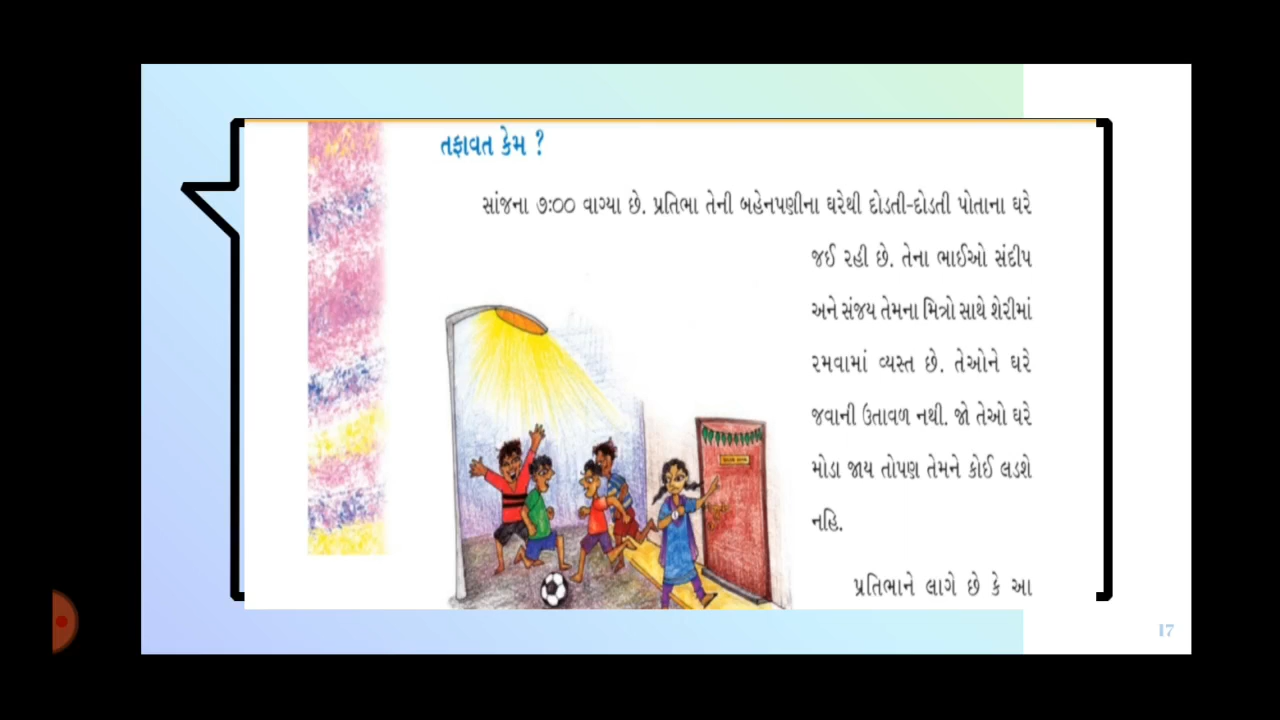 તફાવત કેમ ?
સાંજના ૭:૦૦ વાગ્યા છે. પ્રતિભા તેની બહેનપણીના ઘરેથી દોડતી-દોડતી પોતાના ઘરે
જઈ રહી છે. તેના ભાઈઓ સંદીપ
અને સંજય તેમના મિત્રો સાથે શેરીમાં
રમવામાં વ્યસ્ત છે. તેઓને ઘરે
જવાની ઉતાવળ નથી. જો તેઓ ઘરે
મોડા જાય તોપણ તેમને કોઈ લડશે
નહિ.
પ્રતિભાને લાગે છે કે આ
17